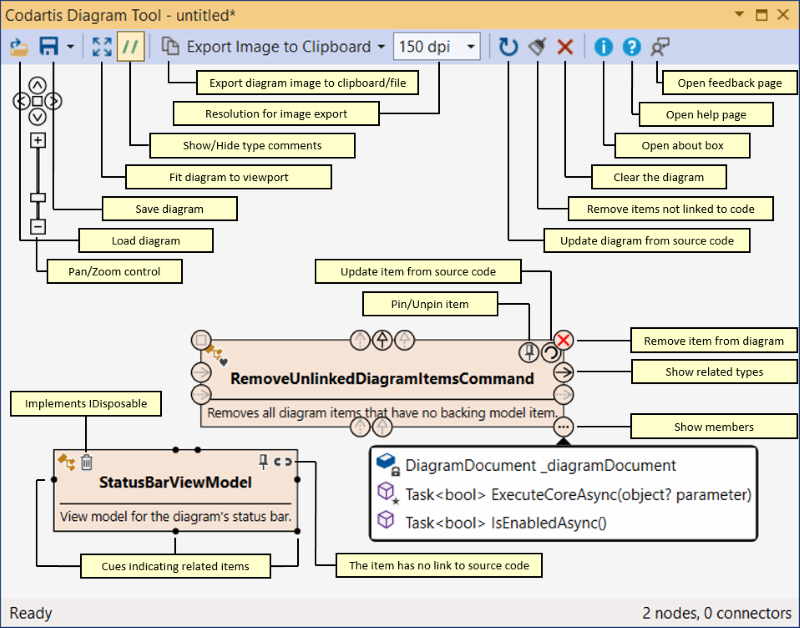 Codartis Diagram Tool - untitled*
Export Image to Clipboard
150 dpi
Export diagram image to clipboard/file
Open feedback page
Resolution for image export
Open help page
Show/Hide type comments
Open about box
Fit diagram to viewport
Clear the diagram
Save diagram
Remove items not linked to code
Load diagram
Update diagram from source code
Pan/Zoom control
Update item from source code
Pin/Unpin item
Remove item from diagram
Show related types
RemoveUnlinkedDiagramItemsCommand
Removes all diagram items that have no backing model item.
Implements IDisposable
Show members
StatusBarViewModel
View model for the diagram's status bar.
DiagramDocument _diagramDocument
Task<bool> ExecuteCoreAsync(object? parameter)
Task<bool> IsEnabledAsync()
Cues indicating related items
The item has no link to source code
Ready
2 nodes, 0 connectors